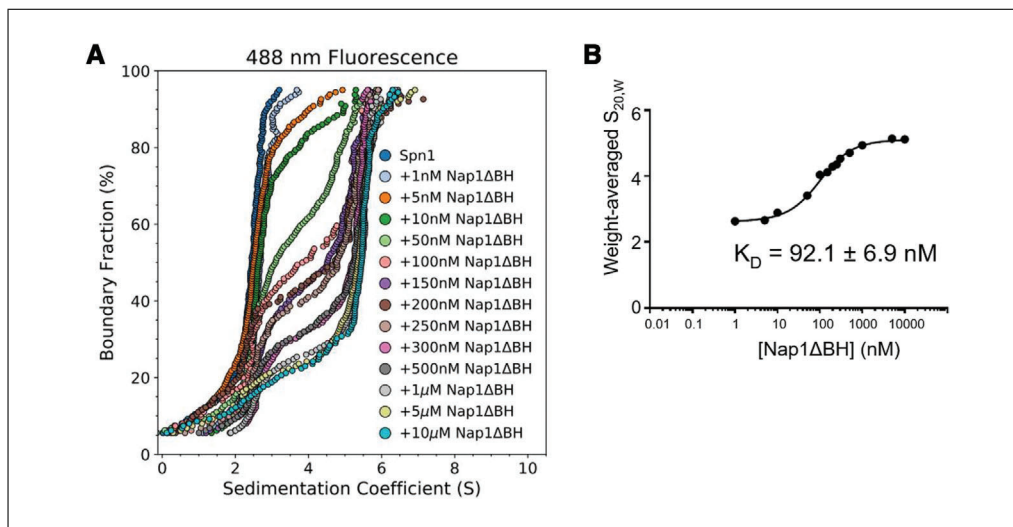 A
488 nm Fluorescence
100
80
60
40
20
0
Boundary Fraction (%)
Spn1
+1nM Nap1ΔBH
+5nM Nap1ΔBH
+10nM Nap1ΔBH
+50nM Nap1ΔBH
+100nM Nap1ΔBH
+150nM Nap1ΔBH
+200nM Nap1ΔBH
+250nM Nap1ΔBH
+300nM Nap1ΔBH
+500nM Nap1ΔBH
+1μM Nap1ΔBH
+5μM Nap1ΔBH
+10μM Nap1ΔBH
0 2 4 6 8 10
Sedimentation Coefficient (S)
B
Weight-averaged S20,W
6
4
2
0
KD = 92.1 ± 6.9 nM
0.01 0.1 1 10 100 1000 10000
[Nap1ΔBH] (nM)